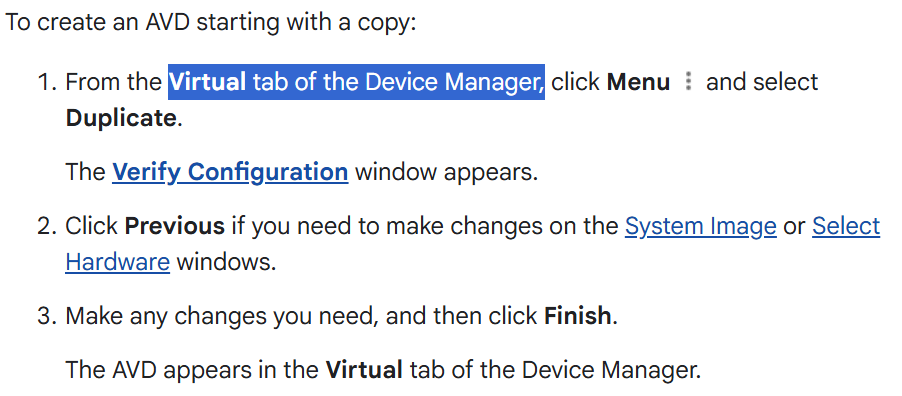 To create an AVD starting with a copy:
1. From the Virtual tab of the Device Manager, click Menu ⋮ and select
Duplicate.
The Verify Configuration window appears.
2. Click Previous if you need to make changes on the System Image or Select
Hardware windows.
3. Make any changes you need, and then click Finish.
The AVD appears in the Virtual tab of the Device Manager.